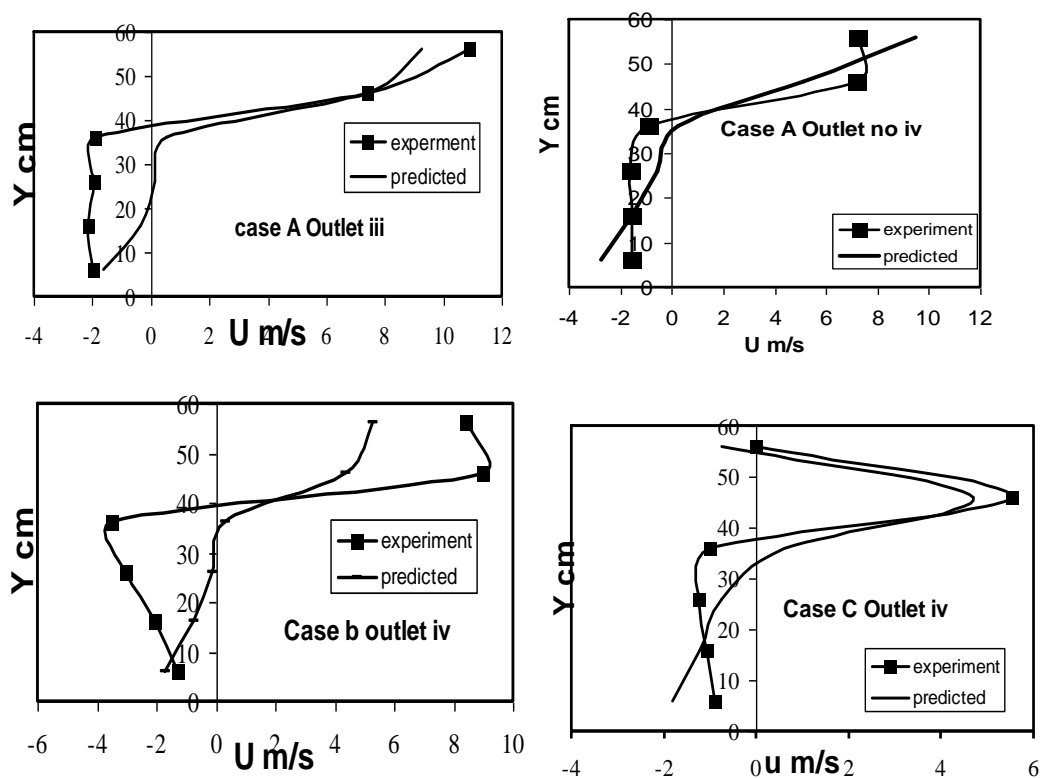 60
50
40
30
20
10
0
Y cm
experment
predicted
case A Outlet iii
-4 -2 0 2 4 6 8 10 12
U m/s
60
50
40
30
20
10
0
Y cm
Case A Outlet no iv
experiment
predicted
-4 -2 0 2 4 6 8 10 12
U m/s
60
50
40
30
20
10
0
Y cm
experiment
predicted
Case b outlet iv
-6 -4 -2 0 2 4 6 8 10
U m/s
60
50
40
30
20
10
0
Y cm
Case C Outlet iv
experiment
predicted
-4 -2 0 2 4 6
u m/s